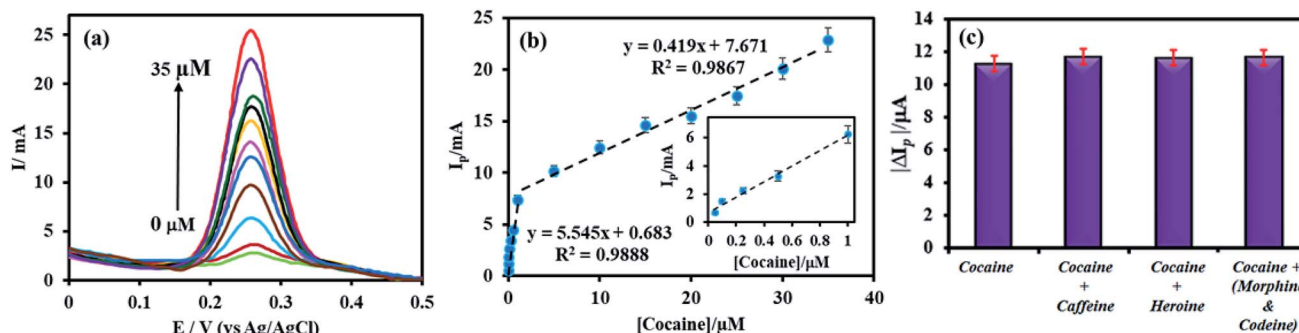 (a)
I/ mA
25
20
15
10
5
0
35 μM
0 μM
0
0.1
0.2
0.3
0.4
0.5
E / V (vs Ag/AgCl)
(b)
Ip/mA
25
20
15
10
5
0
y = 0.419x + 7.671
R² = 0.9867
y = 5.545x + 0.683
R² = 0.9888
Ip/mA
6
4
2
0
0
0.2
0.4
0.6
0.8
1
[Cocaine]/μM
0
10
20
30
40
[Cocaine]/μM
(c)
|ΔIp |/μA
14
12
10
8
6
4
2
0
Cocaine
Cocaine
+
Caffeine
Cocaine
+
Heroine
Cocaine +
(Morphine
&
Codeine)